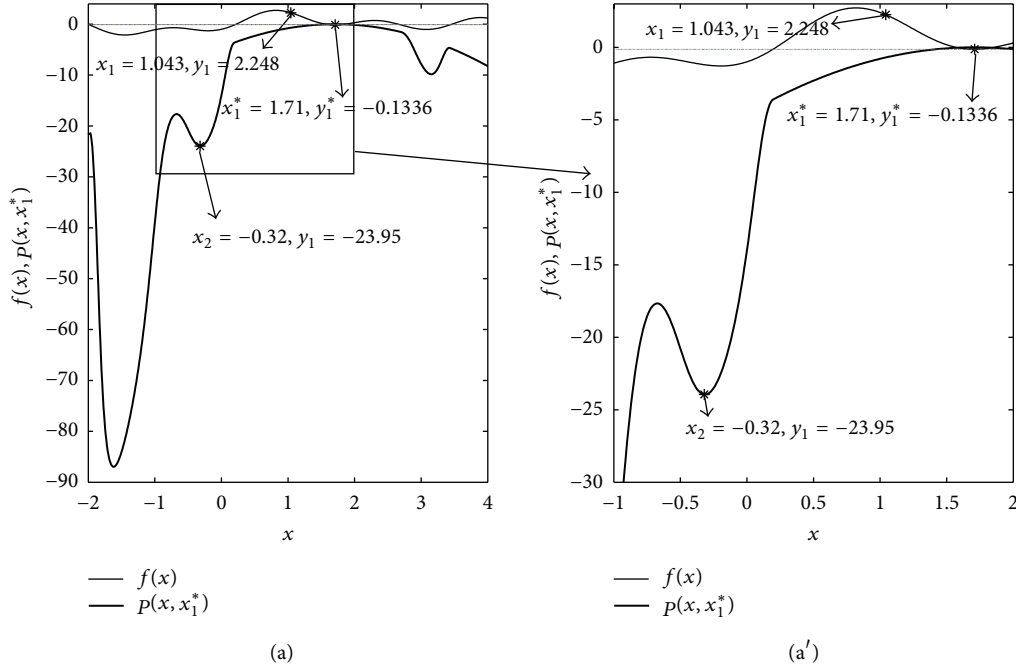 0
−10
−20
−30
−40
−50
−60
−70
−80
−90
−2
−1
0
1
2
3
4
x
f(x), P(x, x₁*)
x₁ = 1.043, y₁ = 2.248
x₁* = 1.71, y₁* = −0.1336
x₂ = −0.32, y₁ = −23.95
f(x)
P(x, x₁*)
(a)
0
−5
−10
−15
−20
−25
−30
−1
−0.5
0
0.5
1
1.5
2
x
f(x), P(x, x₁*)
x₁ = 1.043, y₁ = 2.248
x₁* = 1.71, y₁* = −0.1336
x₂ = −0.32, y₁ = −23.95
f(x)
P(x, x₁*)
(a′)